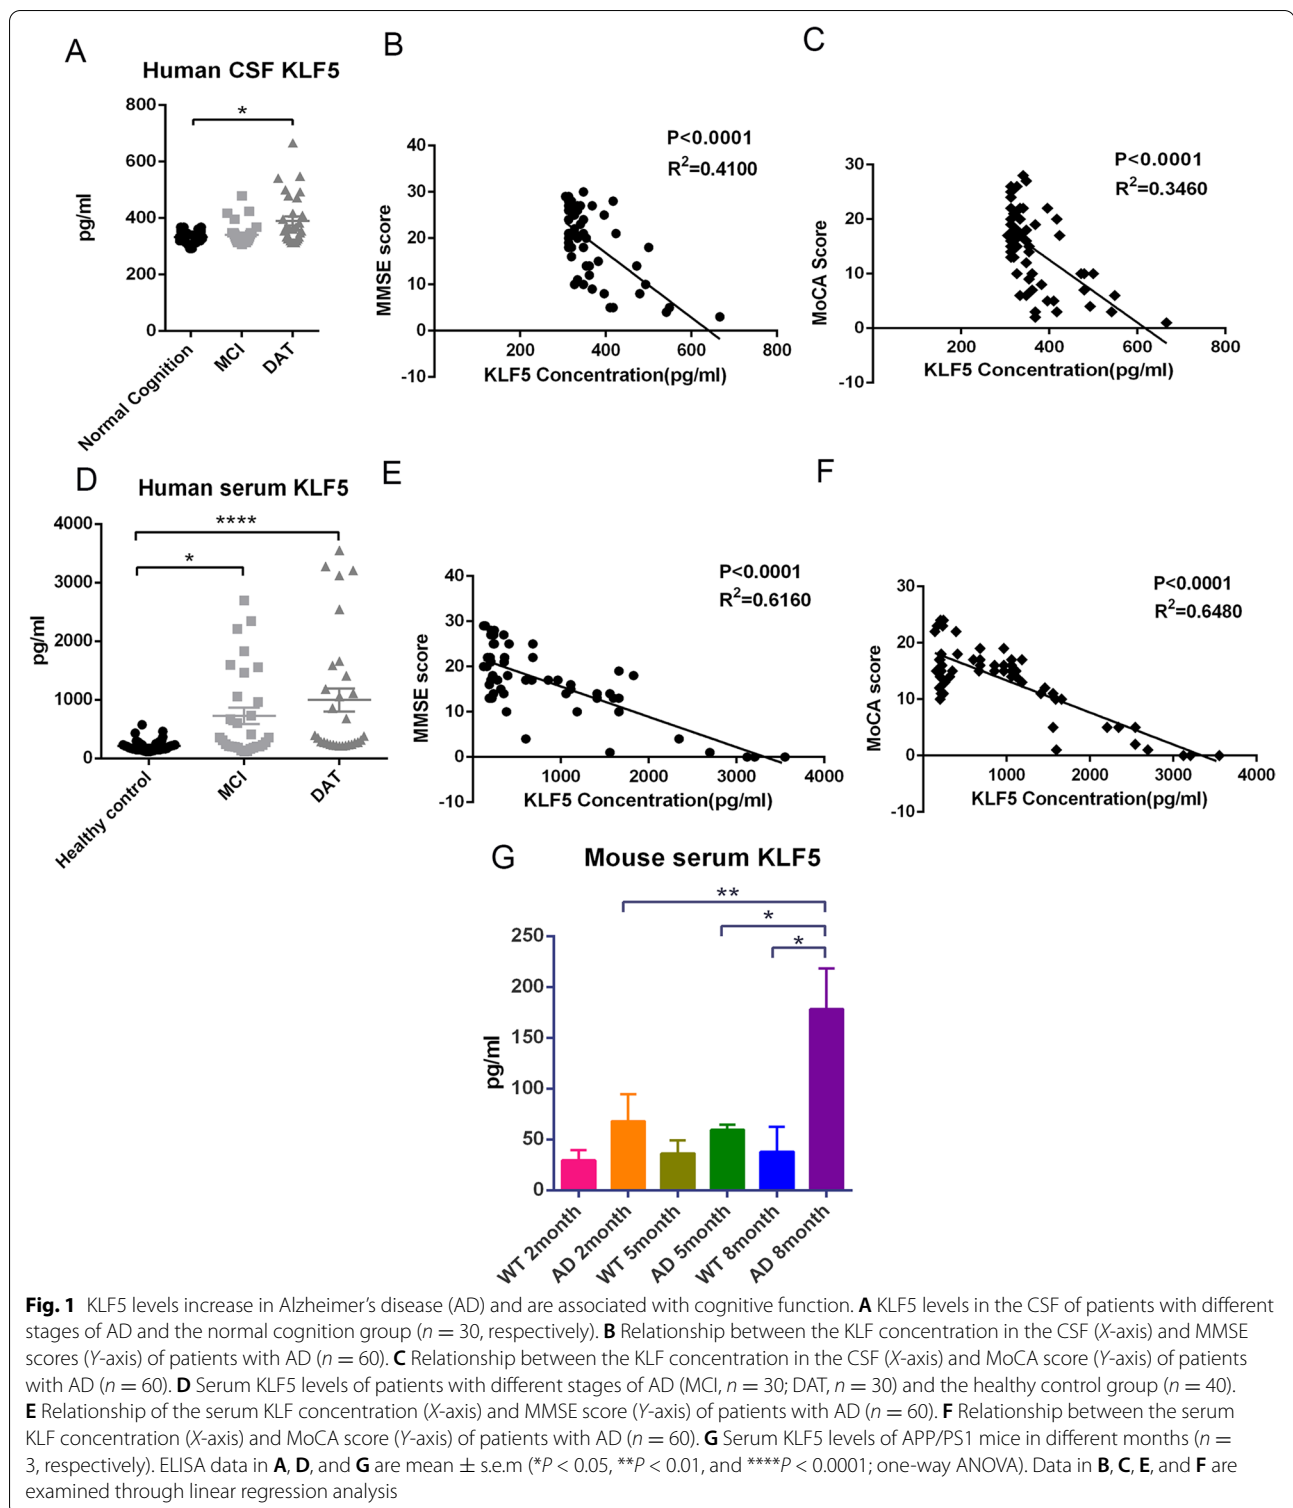 A
Human CSF KLF5
*
800
600
400
200
0
pg/ml
Normal Cognition
MCI
DAT
B
P<0.0001
R²=0.4100
40
30
20
10
0
-10
MMSE score
200 400 600 800
KLF5 Concentration(pg/ml)
C
P<0.0001
R²=0.3460
30
20
10
0
-10
MoCA Score
200 400 600 800
KLF5 Concentration(pg/ml)
D
Human serum KLF5
****
*
4000
3000
2000
1000
0
pg/ml
Healthy control
MCI
DAT
E
P<0.0001
R²=0.6160
40
30
20
10
0
-10
MMSE score
1000 2000 3000 4000
KLF5 Concentration(pg/ml)
F
P<0.0001
R²=0.6480
30
20
10
0
-10
MoCA score
1000 2000 3000 4000
KLF5 Concentration(pg/ml)
G
Mouse serum KLF5
**
*
*
250
200
150
100
50
0
pg/ml
WT 2month
AD 2month
WT 5month
AD 5month
WT 8month
AD 8month
Fig. 1 KLF5 levels increase in Alzheimer's disease (AD) and are associated with cognitive function. A KLF5 levels in the CSF of patients with different
stages of AD and the normal cognition group (n = 30, respectively). B Relationship between the KLF concentration in the CSF (X-axis) and MMSE
scores (Y-axis) of patients with AD (n = 60). C Relationship between the KLF concentration in the CSF (X-axis) and MoCA score (Y-axis) of patients
with AD (n = 60). D Serum KLF5 levels of patients with different stages of AD (MCI, n = 30; DAT, n = 30) and the healthy control group (n = 40).
E Relationship of the serum KLF concentration (X-axis) and MMSE score (Y-axis) of patients with AD (n = 60). F Relationship between the serum
KLF concentration (X-axis) and MoCA score (Y-axis) of patients with AD (n = 60). G Serum KLF5 levels of APP/PS1 mice in different months (n =
3, respectively). ELISA data in A, D, and G are mean ± s.e.m (*P < 0.05, **P < 0.01, and ****P < 0.0001; one-way ANOVA). Data in B, C, E, and F are
examined through linear regression analysis